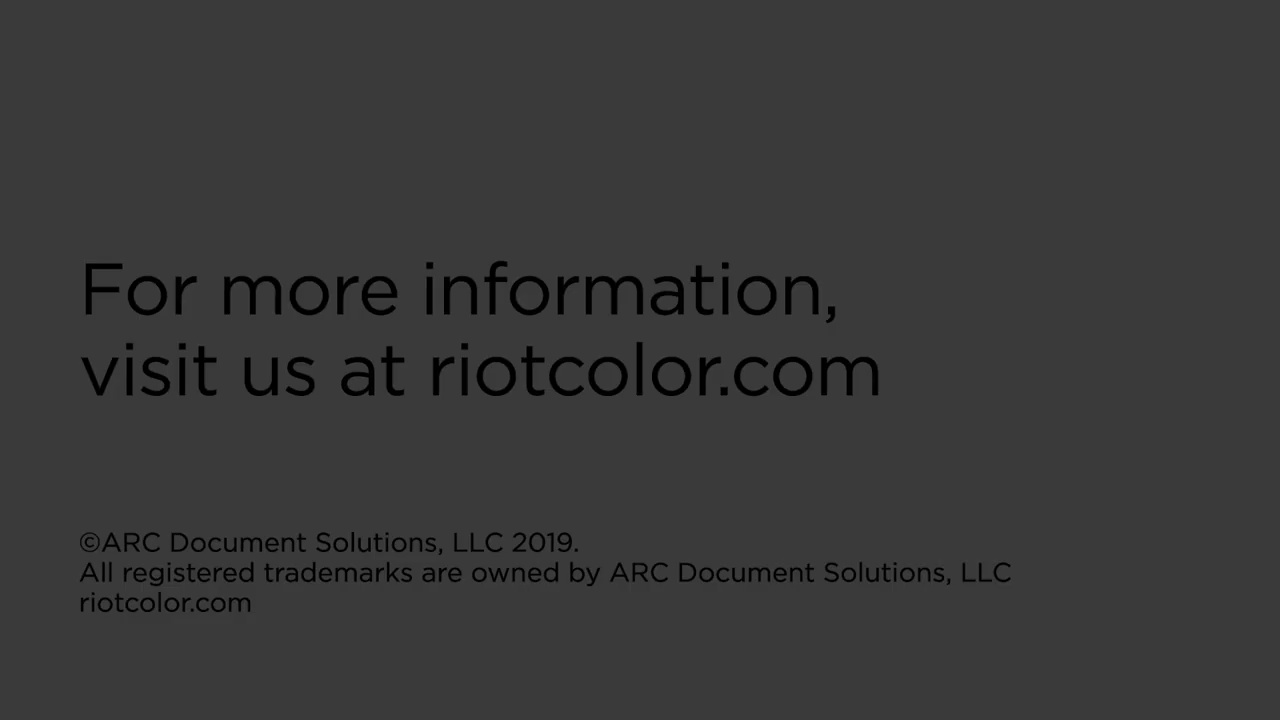 For more information,
visit us at riotcolor.com
©ARC Document Solutions, LLC 2019.
All registered trademarks are owned by ARC Document Solutions, LLC
riotcolor.com